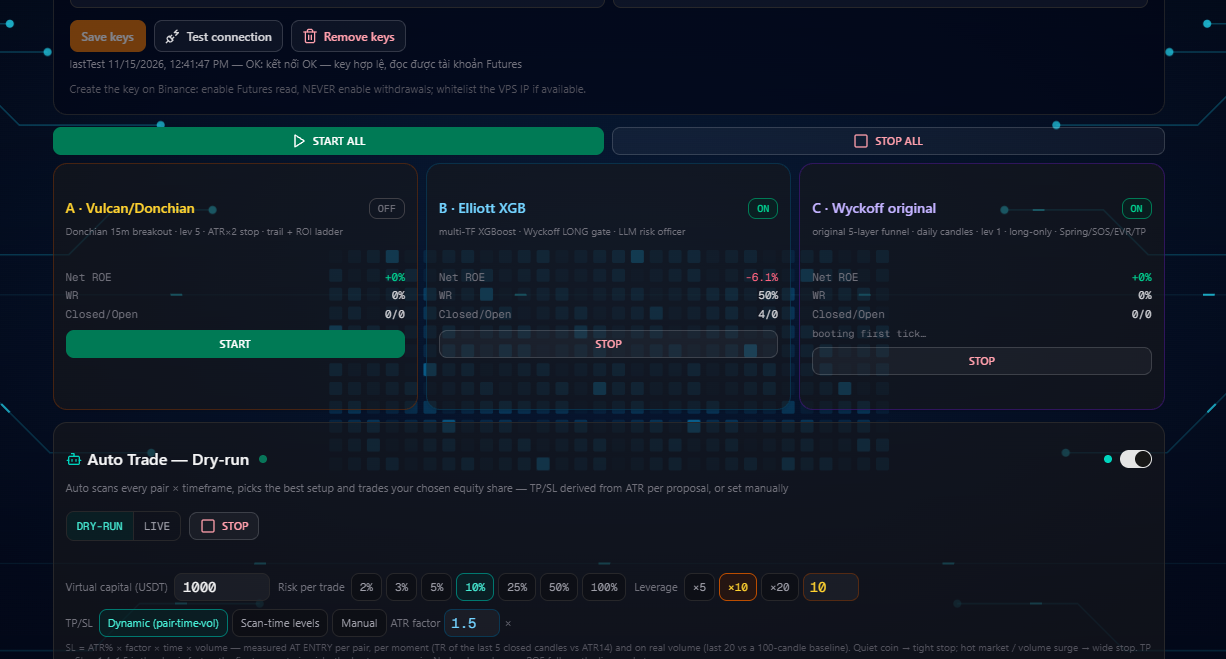 Save keys
Test connection
Remove keys
lastTest 11/15/2026, 12:41:47 PM — OK: kết nối OK — key hợp lệ, đọc được tài khoản Futures
Create the key on Binance: enable Futures read, NEVER enable withdrawals; whitelist the VPS IP if available.
START ALL
STOP ALL
A · Vulcan/Donchian
OFF
Donchian 15m breakout · lev 5 · ATR×2 stop · trail + ROI ladder
Net ROE
+0%
WR
0%
Closed/Open
0/0
START
B · Elliott XGB
ON
multi-TF XGBoost · Wyckoff LONG gate · LLM risk officer
Net ROE
-6.1%
WR
50%
Closed/Open
4/0
STOP
C · Wyckoff original
ON
original 5-layer funnel · daily candles · lev 1 · long-only · Spring/SOS/EVR/TP
Net ROE
+0%
WR
0%
Closed/Open
0/0
booting first tick…
STOP
Auto Trade — Dry-run
Auto scans every pair × timeframe, picks the best setup and trades your chosen equity share — TP/SL derived from ATR per proposal, or set manually
DRY-RUN
LIVE
STOP
Virtual capital (USDT) 1000 Risk per trade 2% 3% 5% 10% 25% 50% 100% Leverage ×5 ×10 ×20 10
TP/SL Dynamic (pair·time·vol) Scan-time levels Manual ATR factor 1.5 ×
SL = ATR% × factor × time × volume — measured AT ENTRY per pair, per moment (TR of the last 5 closed candles vs ATR14) and on real volume (last 20 vs a 100-candle baseline). Quiet coin → tight stop; hot market / volume surge → wide stop. TP